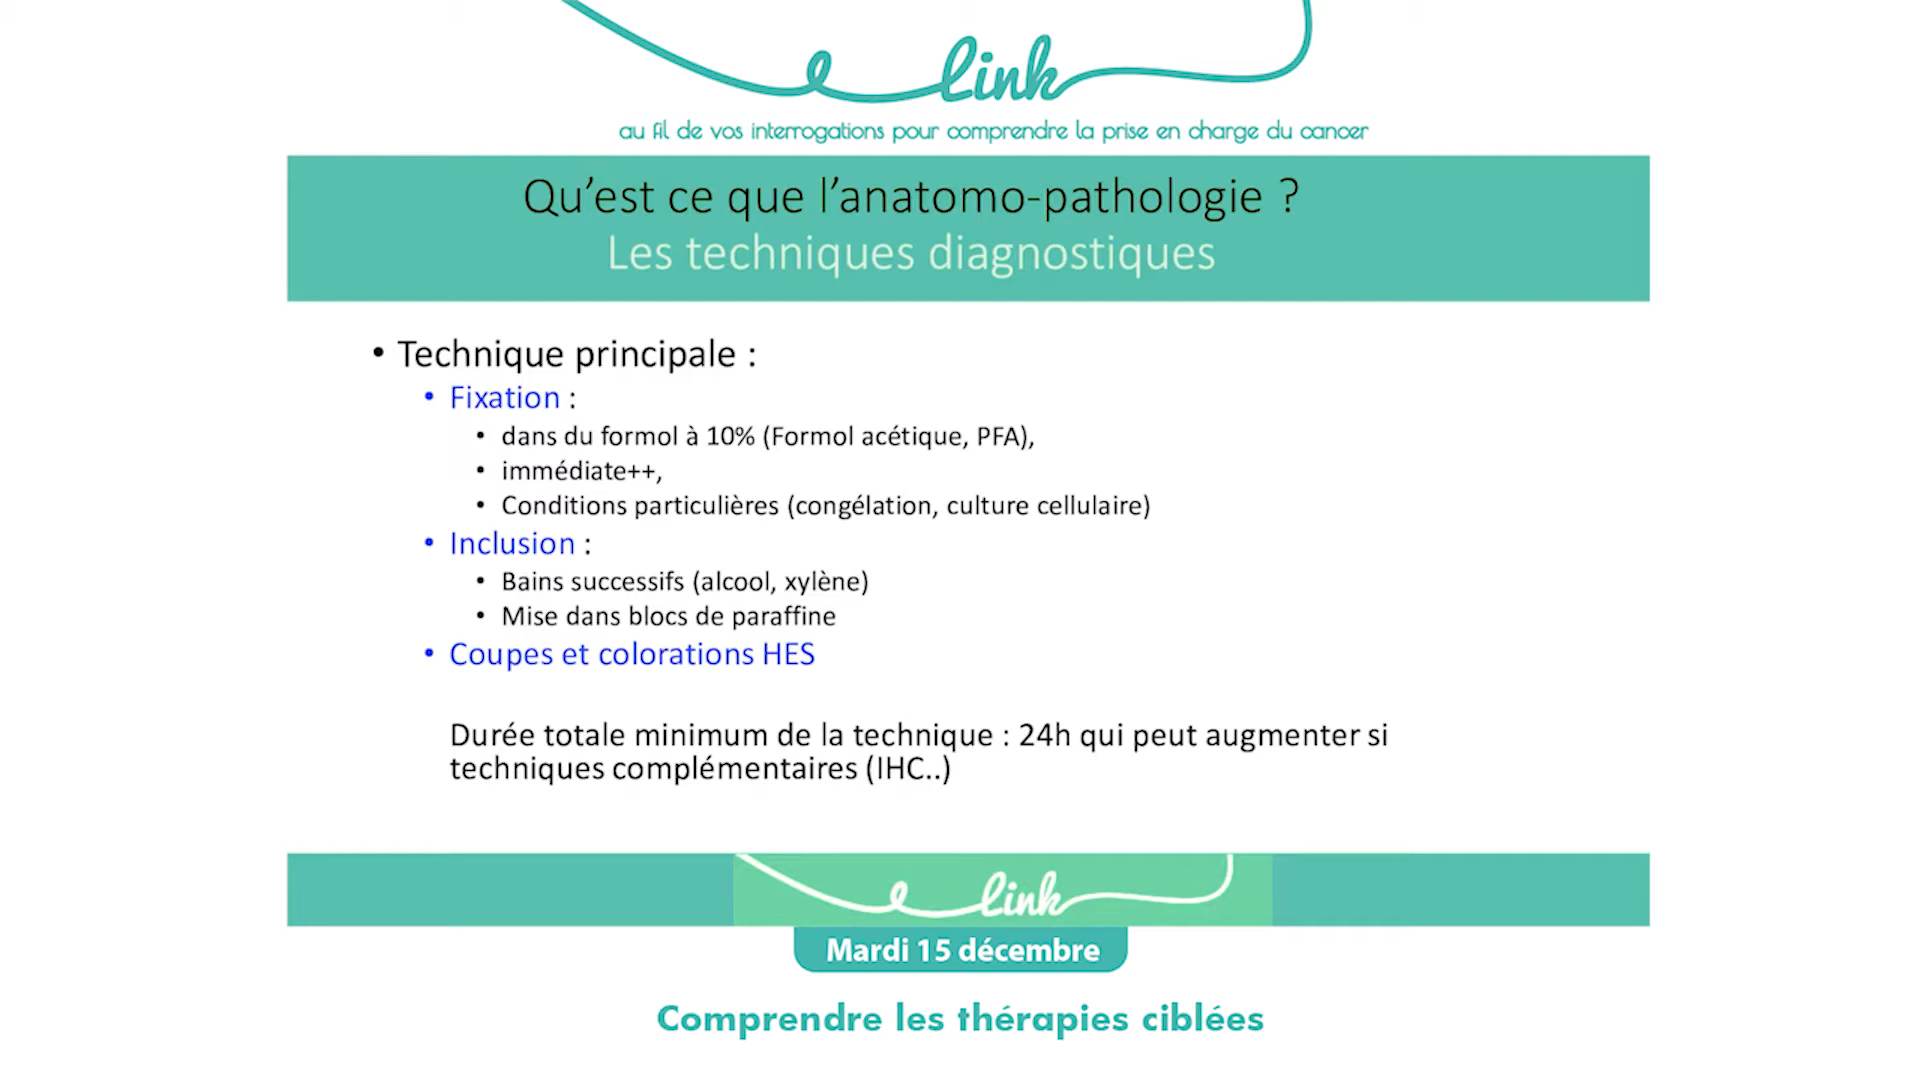 e link
au fil de vos interrogations pour comprendre la prise en charge du cancer
Qu’est ce que l’anatomo-pathologie ?
Les techniques diagnostiques
• Technique principale :
• Fixation :
• dans du formol à 10% (Formol acétique, PFA),
• immédiate++,
• Conditions particulières (congélation, culture cellulaire)
• Inclusion :
• Bains successifs (alcool, xylène)
• Mise dans blocs de paraffine
• Coupes et colorations HES
Durée totale minimum de la technique : 24h qui peut augmenter si
techniques complémentaires (IHC..)
e link
Mardi 15 décembre
Comprendre les thérapies ciblées